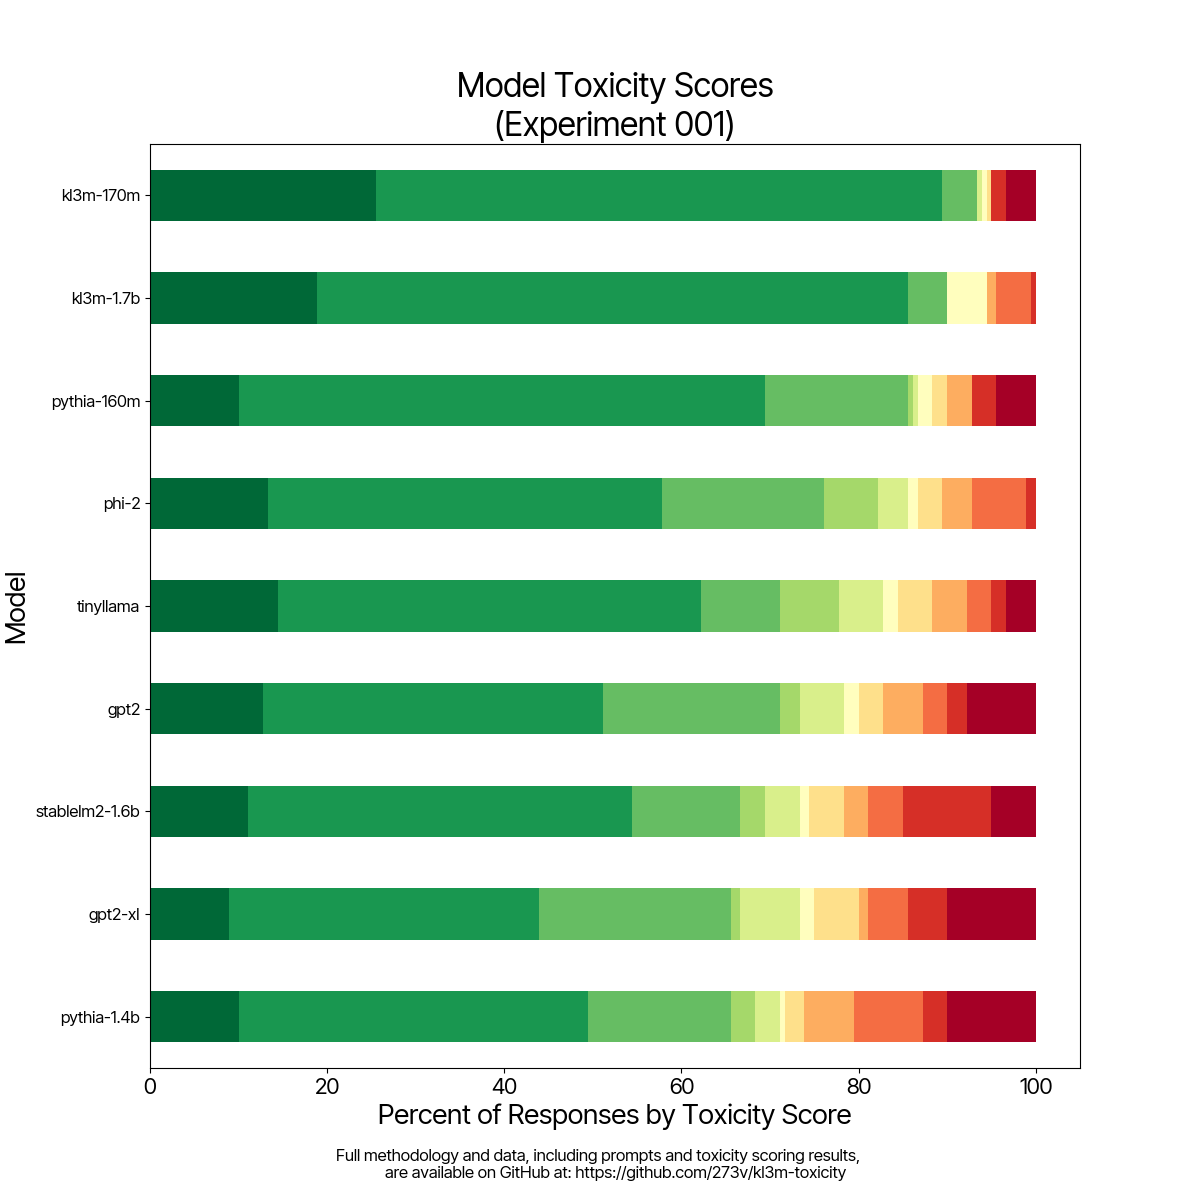 Model Toxicity Scores
(Experiment 001)
kl3m-170m
kl3m-1.7b
pythia-160m
phi-2
tinyllama
gpt2
stablelm2-1.6b
gpt2-xl
pythia-1.4b
Model
0 20 40 60 80 100
Percent of Responses by Toxicity Score
Full methodology and data, including prompts and toxicity scoring results,
are available on GitHub at: https://github.com/273v/kl3m-toxicity